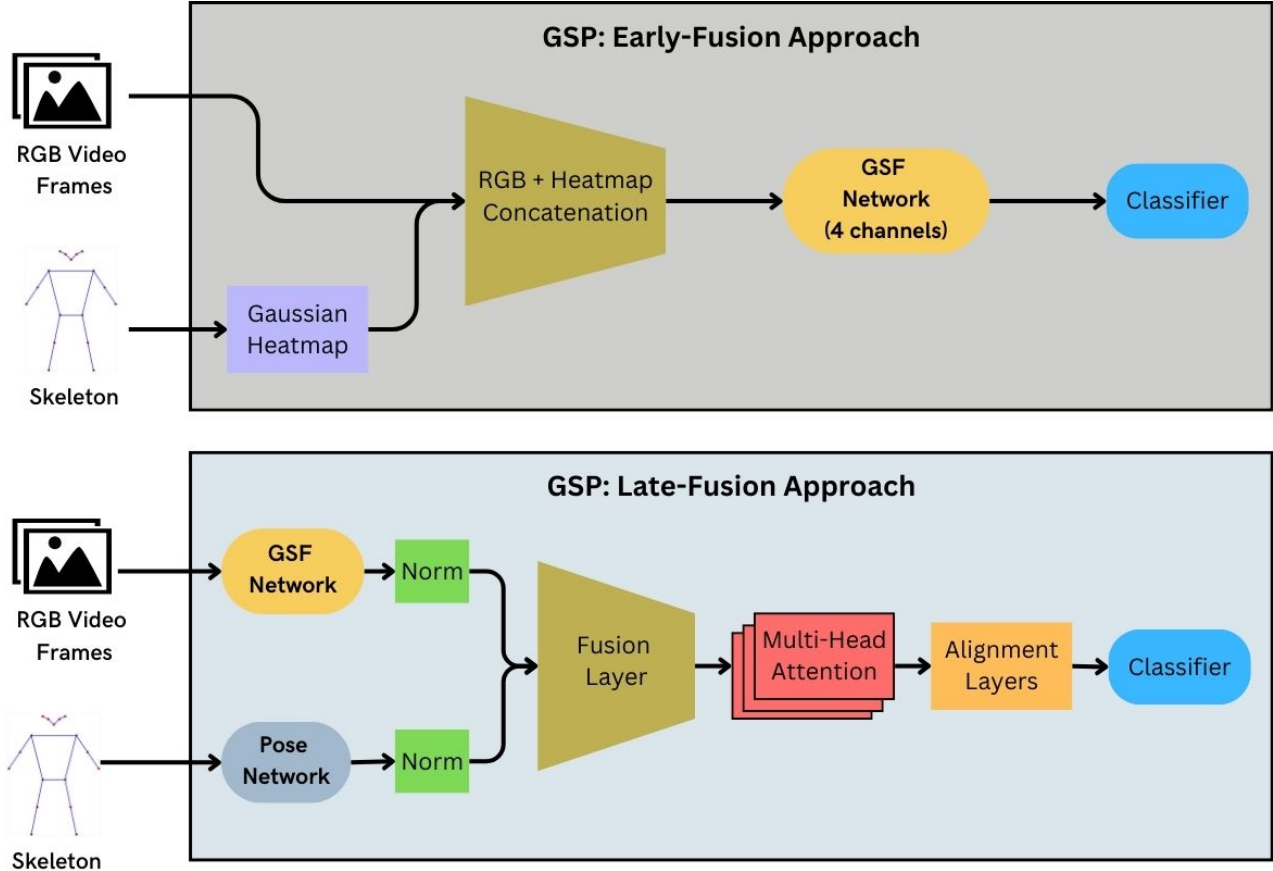 GSP: Early-Fusion Approach
RGB Video
Frames
Skeleton
Gaussian
Heatmap
RGB + Heatmap
Concatenation
GSF
Network
(4 channels)
Classifier
GSP: Late-Fusion Approach
RGB Video
Frames
Skeleton
GSF
Network
Norm
Pose
Network
Norm
Fusion
Layer
Multi-Head
Attention
Alignment
Layers
Classifier